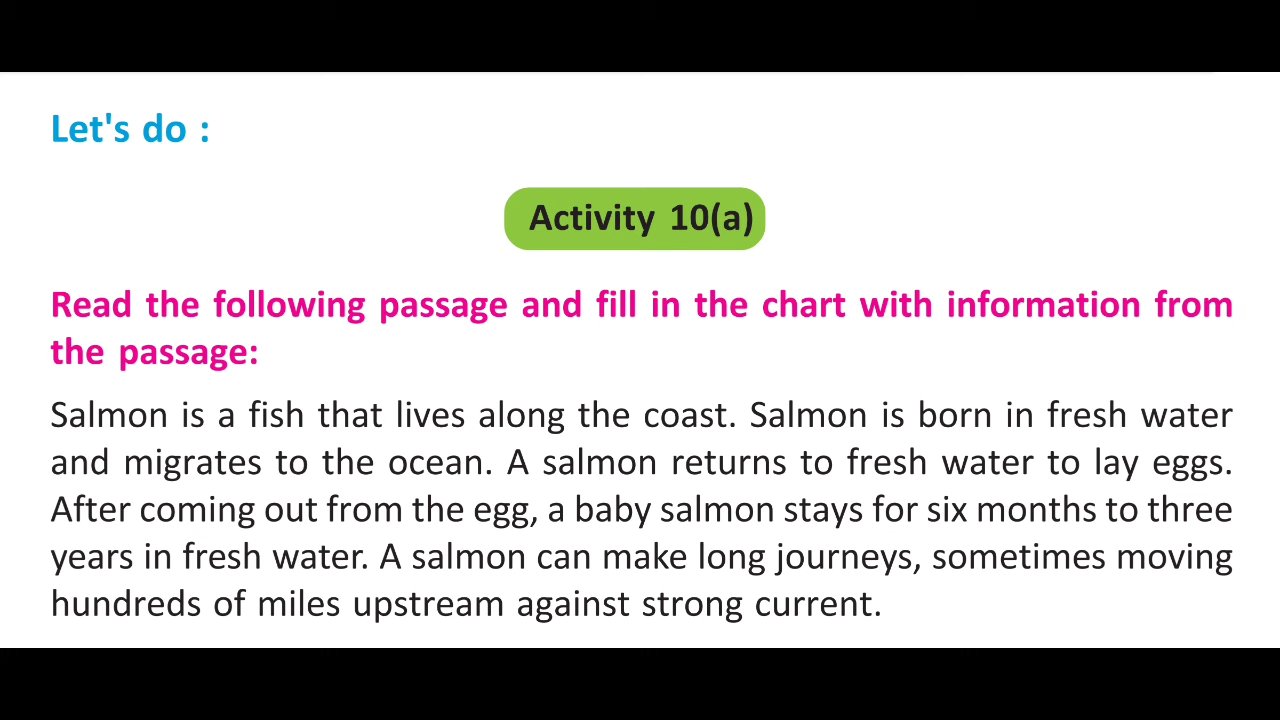 Let's do :
Activity 10(a)
Read the following passage and fill in the chart with information from
the passage:
Salmon is a fish that lives along the coast. Salmon is born in fresh water
and migrates to the ocean. A salmon returns to fresh water to lay eggs.
After coming out from the egg, a baby salmon stays for six months to three
years in fresh water. A salmon can make long journeys, sometimes moving
hundreds of miles upstream against strong current.